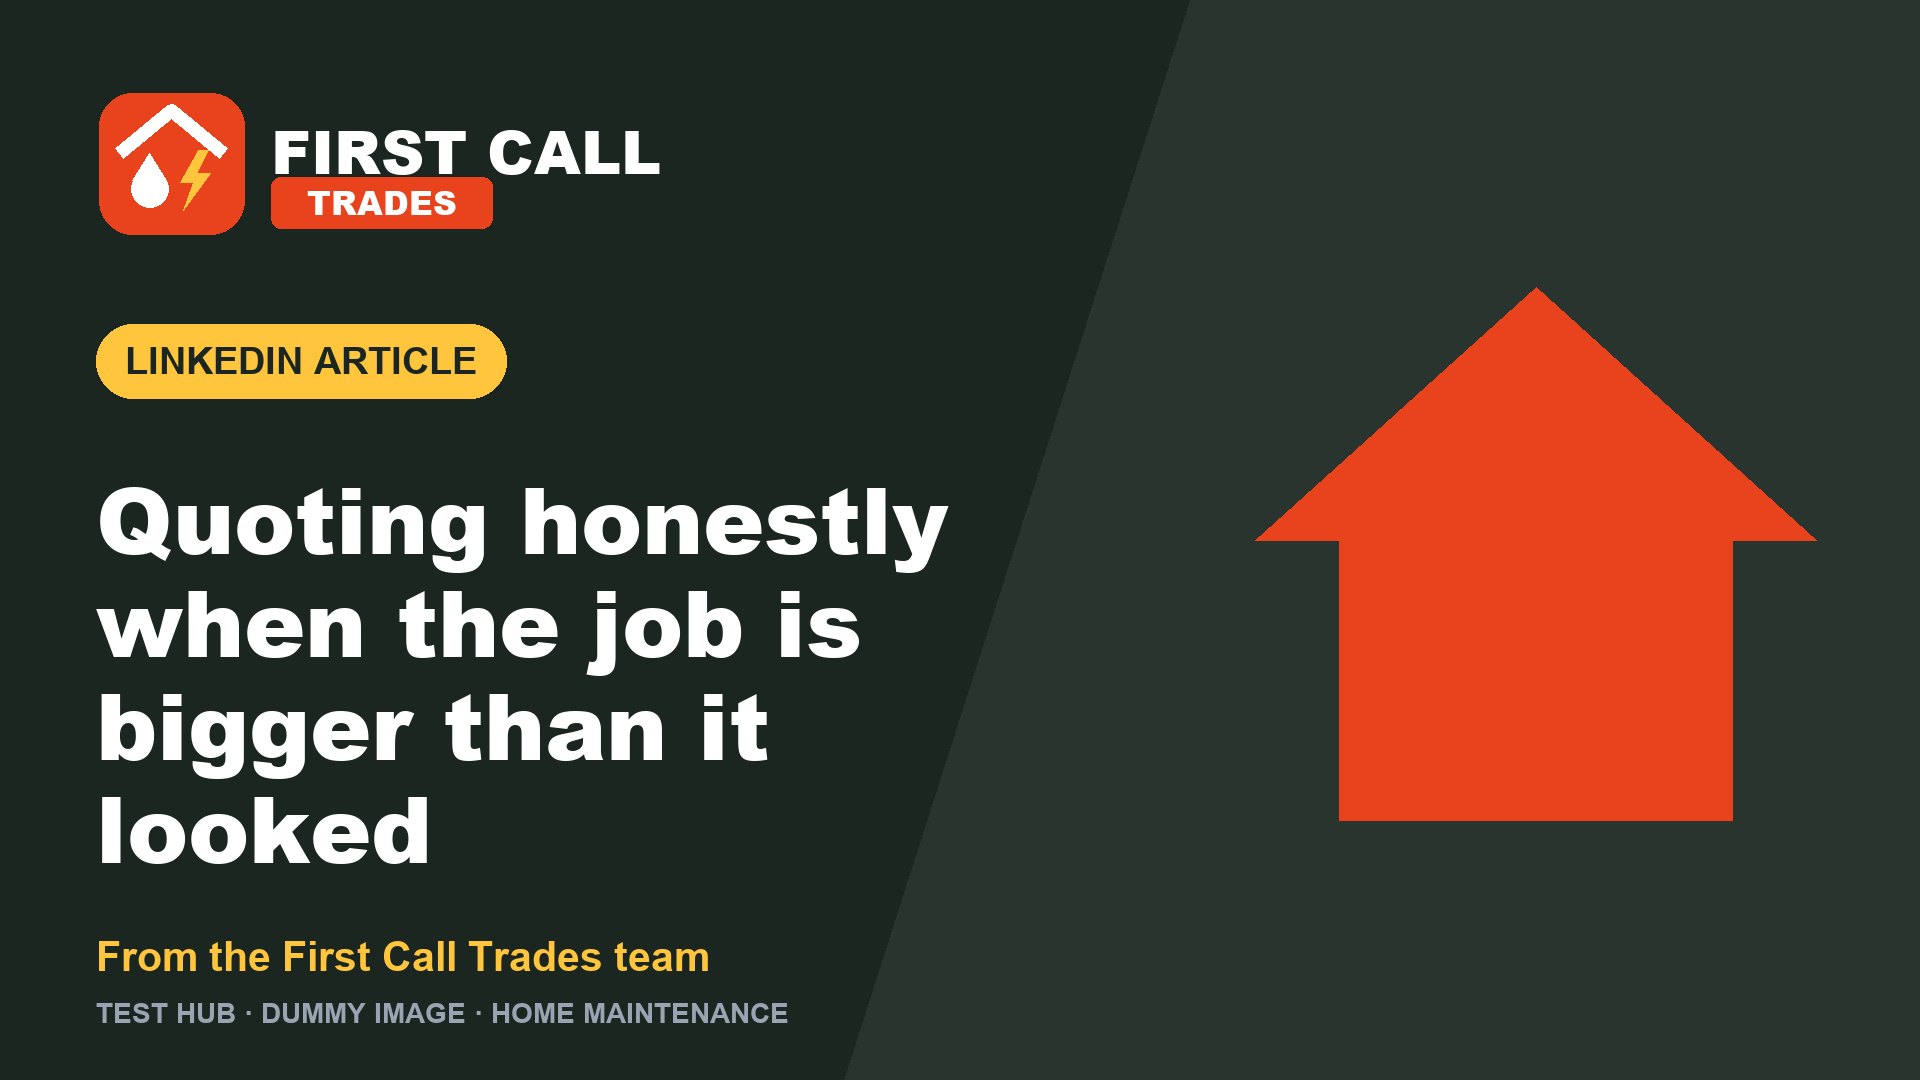 FIRST CALL
TRADES
LINKEDIN ARTICLE
Quoting honestly
when the job is
bigger than it
looked
From the First Call Trades team
TEST HUB · DUMMY IMAGE · HOME MAINTENANCE